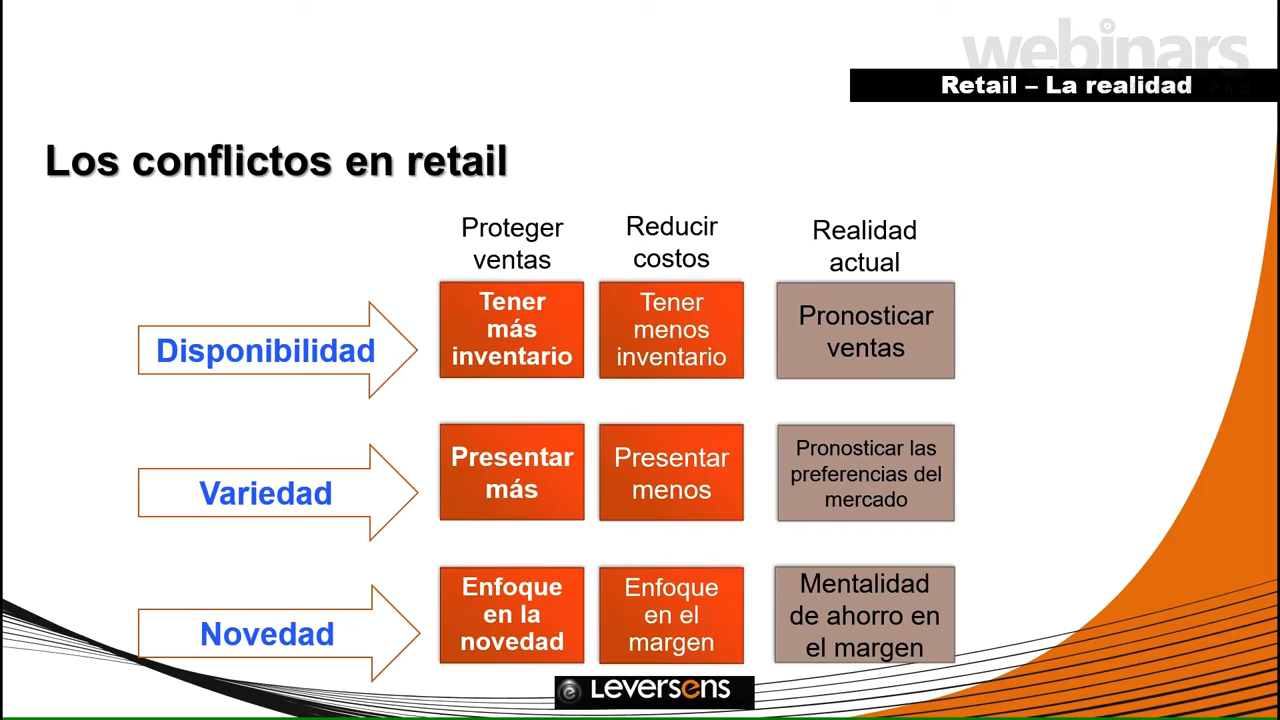 webinars
PRO
Retail – La realidad
Los conflictos en retail
Proteger
ventas
Reducir
costos
Realidad
actual
Disponibilidad
Tener
más
inventario
Tener
menos
inventario
Pronosticar
ventas
Variedad
Presentar
más
Presentar
menos
Pronosticar las
preferencias del
mercado
Novedad
Enfoque
en la
novedad
Enfoque
en el
margen
Mentalidad
de ahorro en
el margen
e Leversens